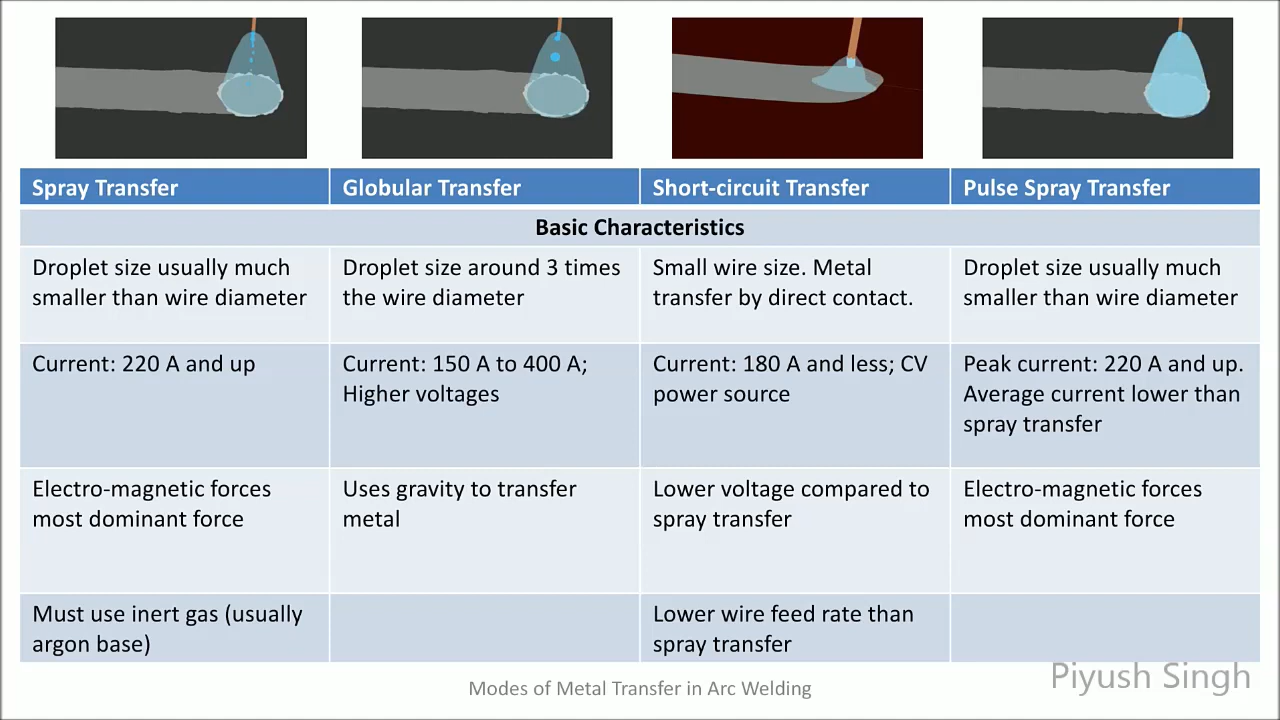 Spray Transfer
Globular Transfer
Short-circuit Transfer
Pulse Spray Transfer
Basic Characteristics
Droplet size usually much
smaller than wire diameter
Droplet size around 3 times
the wire diameter
Small wire size. Metal
transfer by direct contact.
Droplet size usually much
smaller than wire diameter
Current: 220 A and up
Current: 150 A to 400 A;
Higher voltages
Current: 180 A and less; CV
power source
Peak current: 220 A and up.
Average current lower than
spray transfer
Electro-magnetic forces
most dominant force
Uses gravity to transfer
metal
Lower voltage compared to
spray transfer
Electro-magnetic forces
most dominant force
Must use inert gas (usually
argon base)
Lower wire feed rate than
spray transfer
Piyush Singh
Modes of Metal Transfer in Arc Welding